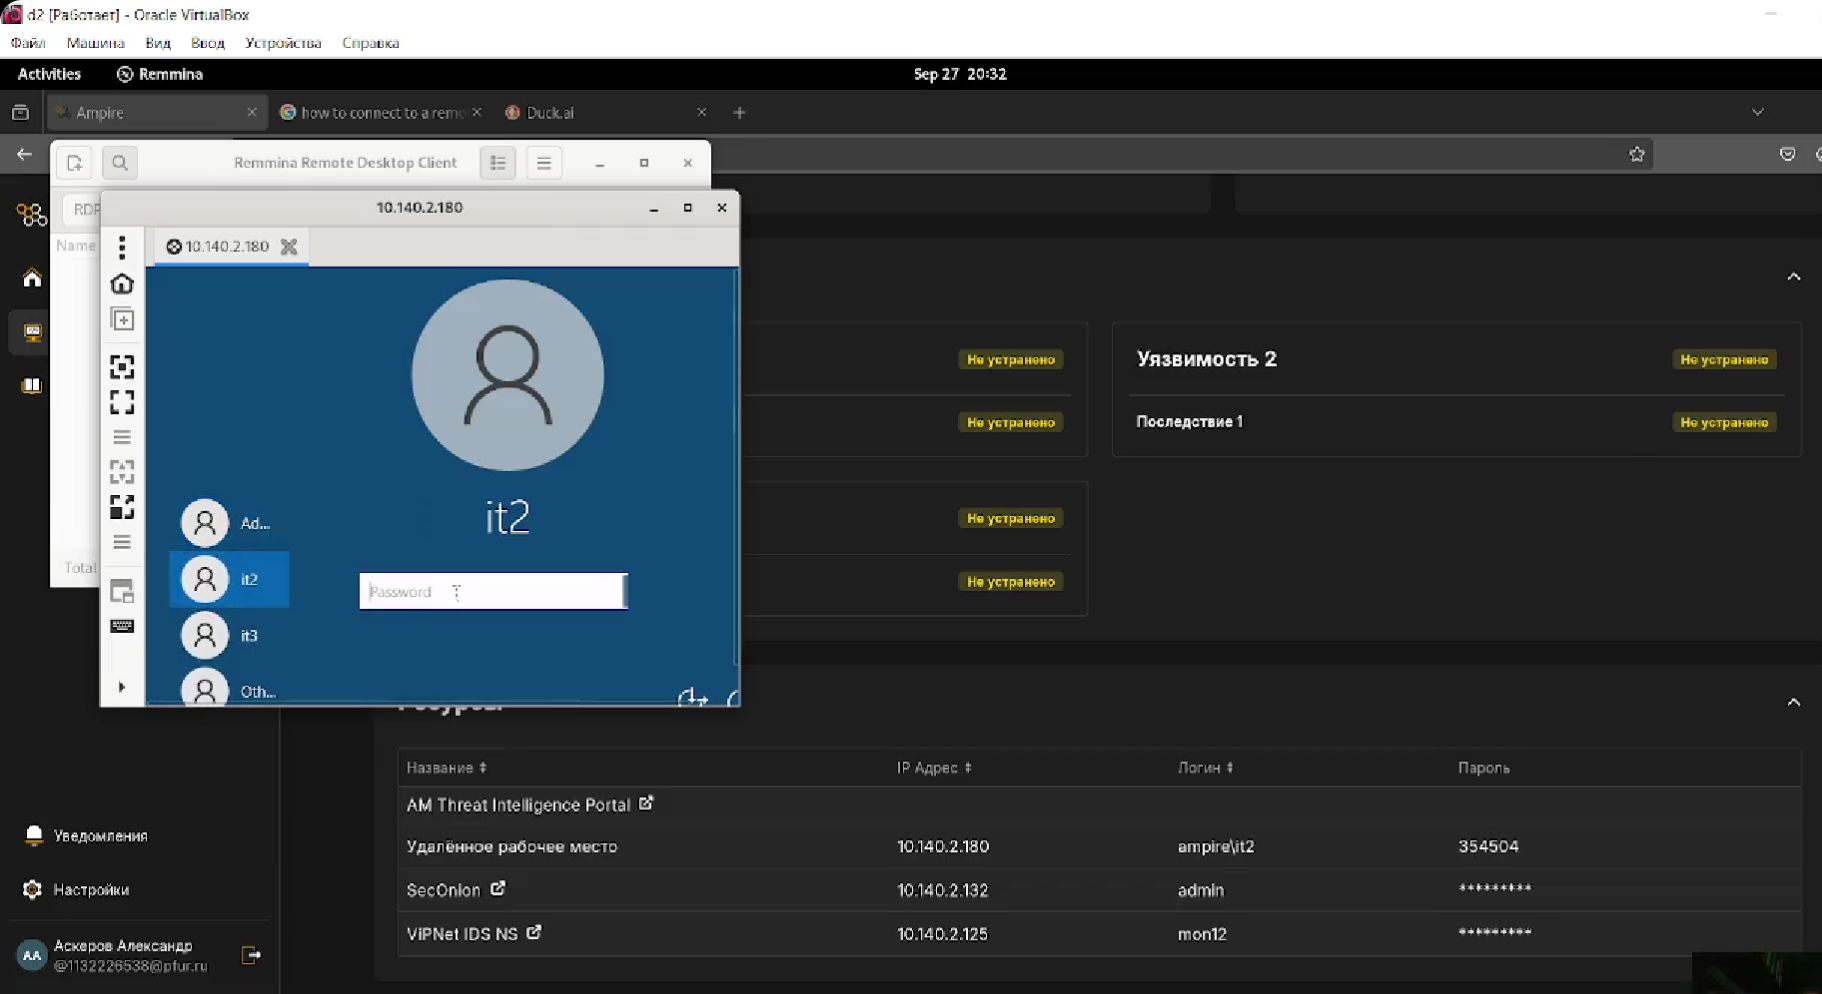 d2 [Работает] - Oracle VirtualBox
Файл Машина Вид Ввод Устройства Справка
Activities Remmina Sep 27 20:32
Ampire how to connect to a remo Duck.ai
Remmina Remote Desktop Client
RDP
10.140.2.180
Name
10.140.2.180
it2
Ad...
it2
it3
Oth...
Password
Total
Не устранено
Не устранено
Уязвимость 2 Не устранено
Последствие 1 Не устранено
Не устранено
Не устранено
Название IP Адрес Логин Пароль
AM Threat Intelligence Portal
Удалённое рабочее место 10.140.2.180 ampire\it2 354504
SecOnion 10.140.2.132 admin *********
ViPNet IDS NS 10.140.2.125 mon12 *********
Уведомления
Настройки
AA
Аскеров Александр
@1132226538@pfur.ru